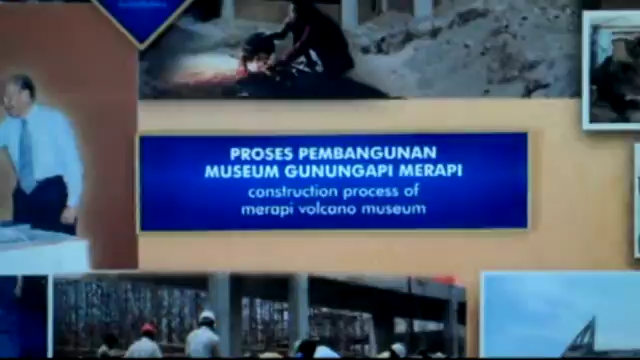 PROSES PEMBANGUNAN
MUSEUM GUNUNGAPI MERAPI
construction process of
merapi volcano museum